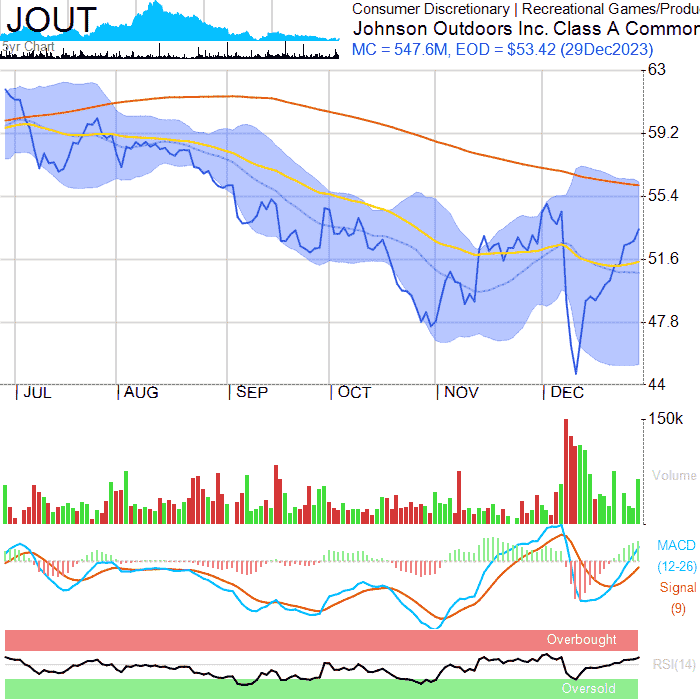 JOUT
5yr Chart
Consumer Discretionary | Recreational Games/Produ
Johnson Outdoors Inc. Class A Common
MC = 547.6M, EOD = $53.42 (29Dec2023)
63
59.2
55.4
51.6
47.8
44
JUL AUG SEP OCT NOV DEC
150k
Volume
MACD
(12-26)
Signal
(9)
Overbought
RSI(14)
Oversold